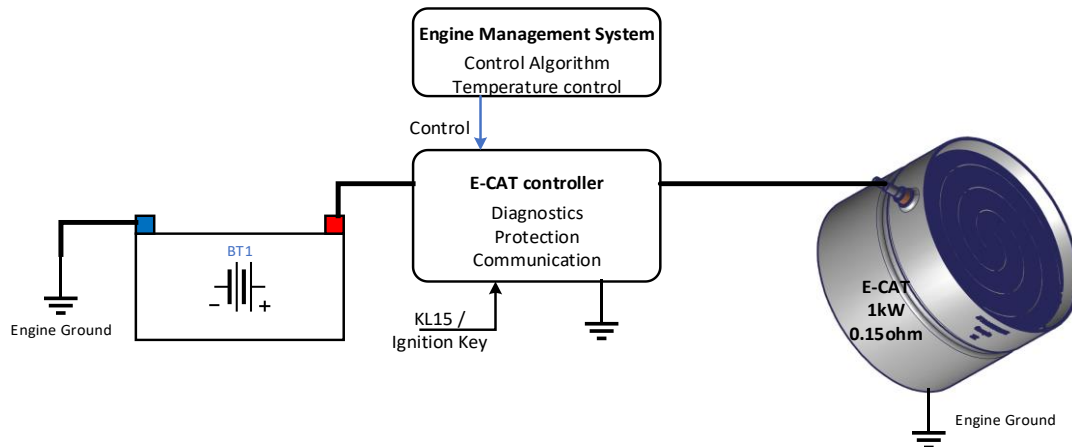 Engine Management System
Control Algorithm
Temperature control
Control
E-CAT controller
Diagnostics
Protection
Communication
BT1
− +
Engine Ground
KL15 /
Ignition Key
E-CAT
1kW
0.15ohm
Engine Ground